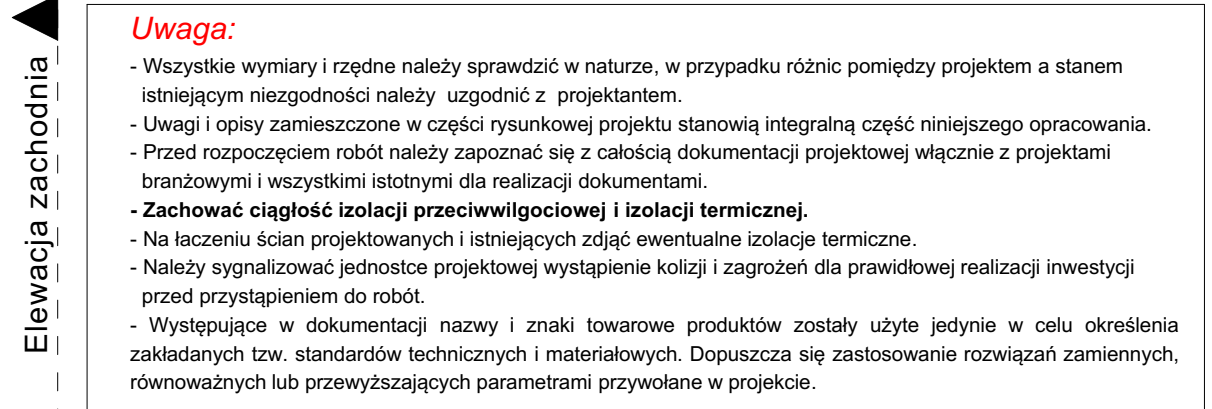 Elewacja zachodnia
Uwaga:
- Wszystkie wymiary i rzędne należy sprawdzić w naturze, w przypadku różnic pomiędzy projektem a stanem
istniejącym niezgodności należy uzgodnić z projektantem.
- Uwagi i opisy zamieszczone w części rysunkowej projektu stanowią integralną część niniejszego opracowania.
- Przed rozpoczęciem robót należy zapoznać się z całością dokumentacji projektowej włącznie z projektami
branżowymi i wszystkimi istotnymi dla realizacji dokumentami.
- Zachować ciągłość izolacji przeciwwilgociowej i izolacji termicznej.
- Na łaczeniu ścian projektowanych i istniejących zdjąć ewentualne izolacje termiczne.
- Należy sygnalizować jednostce projektowej wystąpienie kolizji i zagrożeń dla prawidłowej realizacji inwestycji
przed przystąpieniem do robót.
- Występujące w dokumentacji nazwy i znaki towarowe produktów zostały użyte jedynie w celu określenia
zakładanych tzw. standardów technicznych i materiałowych. Dopuszcza się zastosowanie rozwiązań zamiennych,
równoważnych lub przewyższających parametrami przywołane w projekcie.